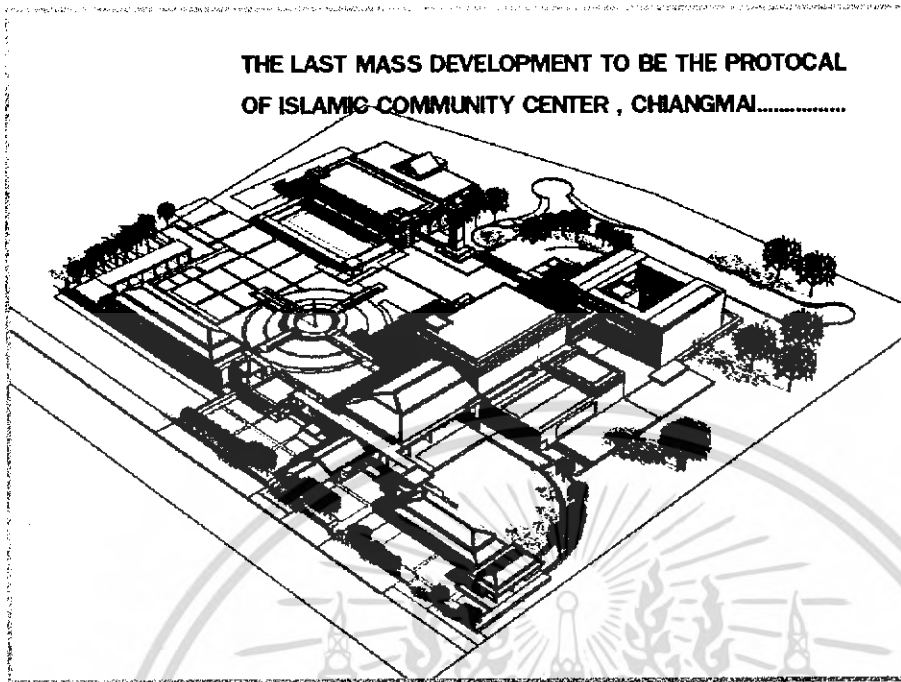 THE LAST MASS DEVELOPMENT TO BE THE PROTOCAL
OF ISLAMIC COMMUNITY CENTER , CHIANGMAI................